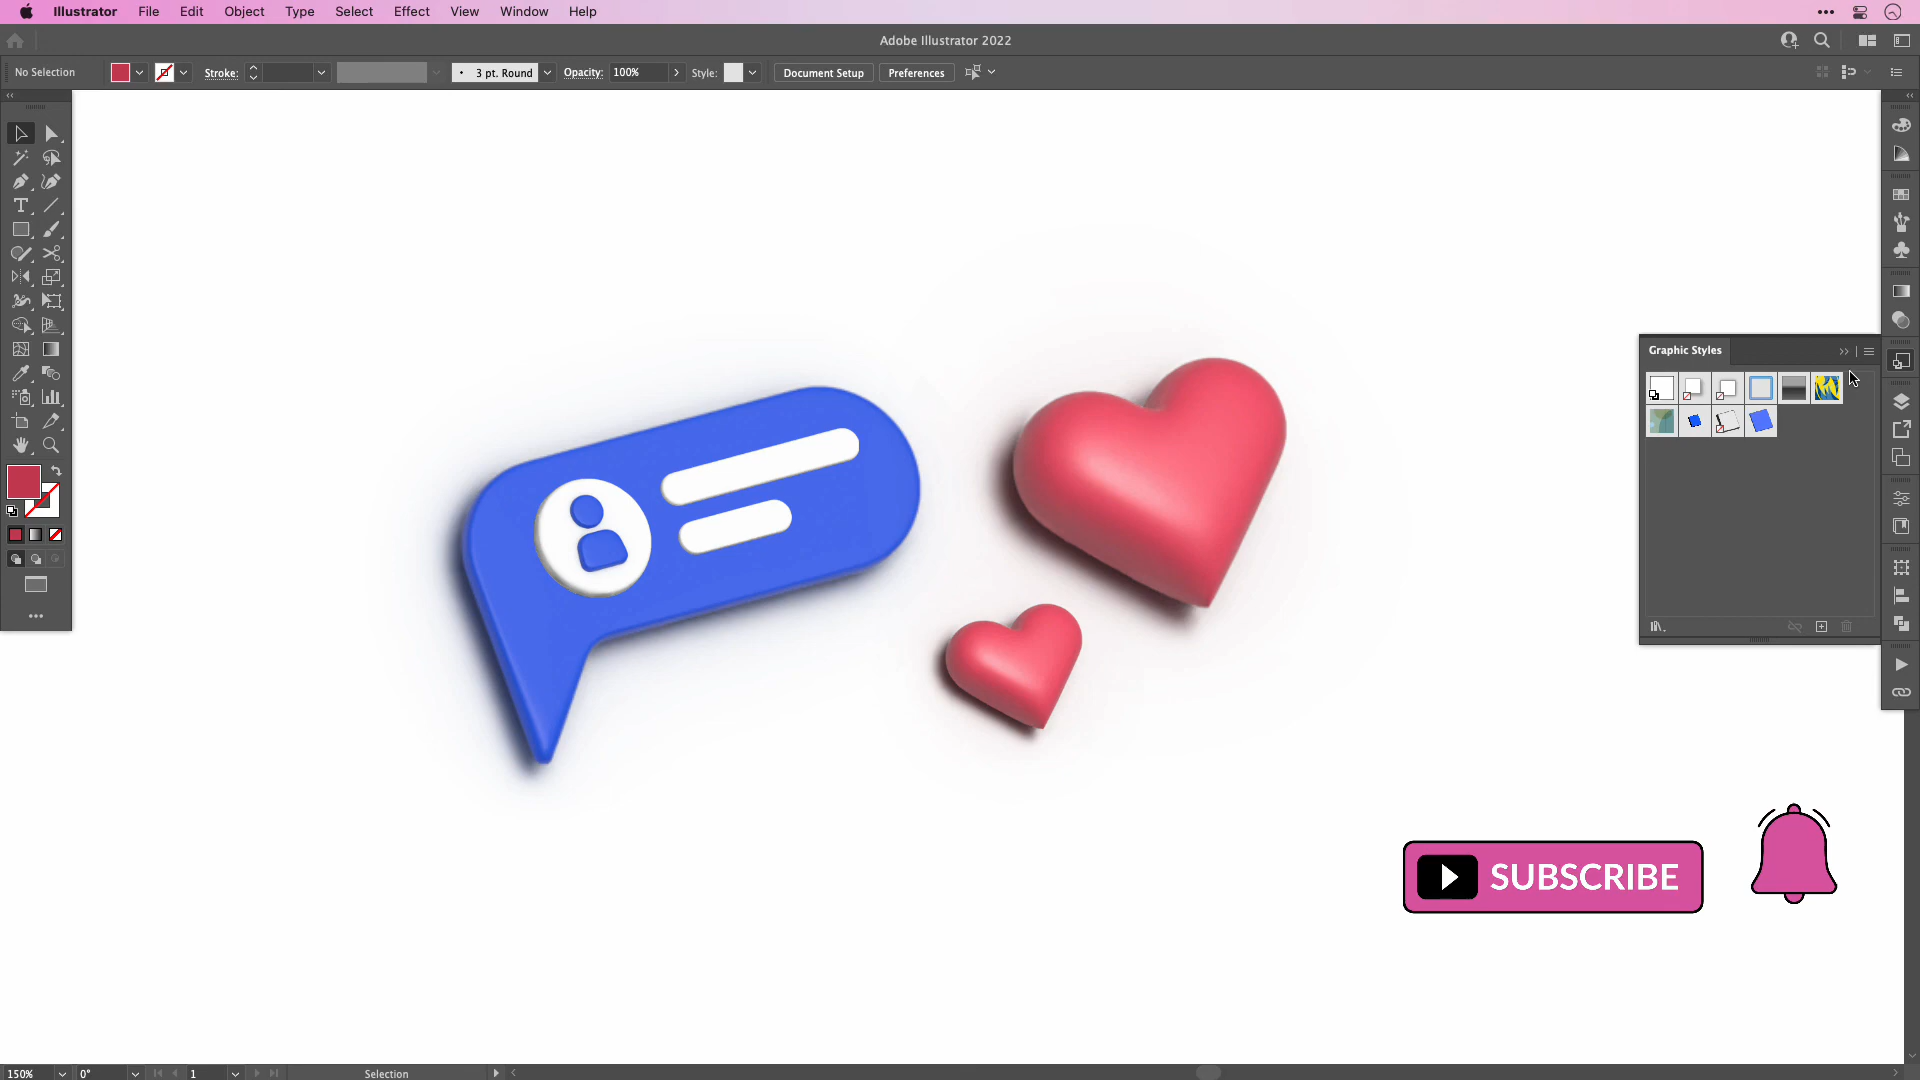 Illustrator File Edit Object Type Select Effect View Window Help
Adobe Illustrator 2022
No Selection Stroke: 3 pt. Round Opacity: 100% Style: Document Setup Preferences
Graphic Styles
SUBSCRIBE
150% 0° 1 Selection